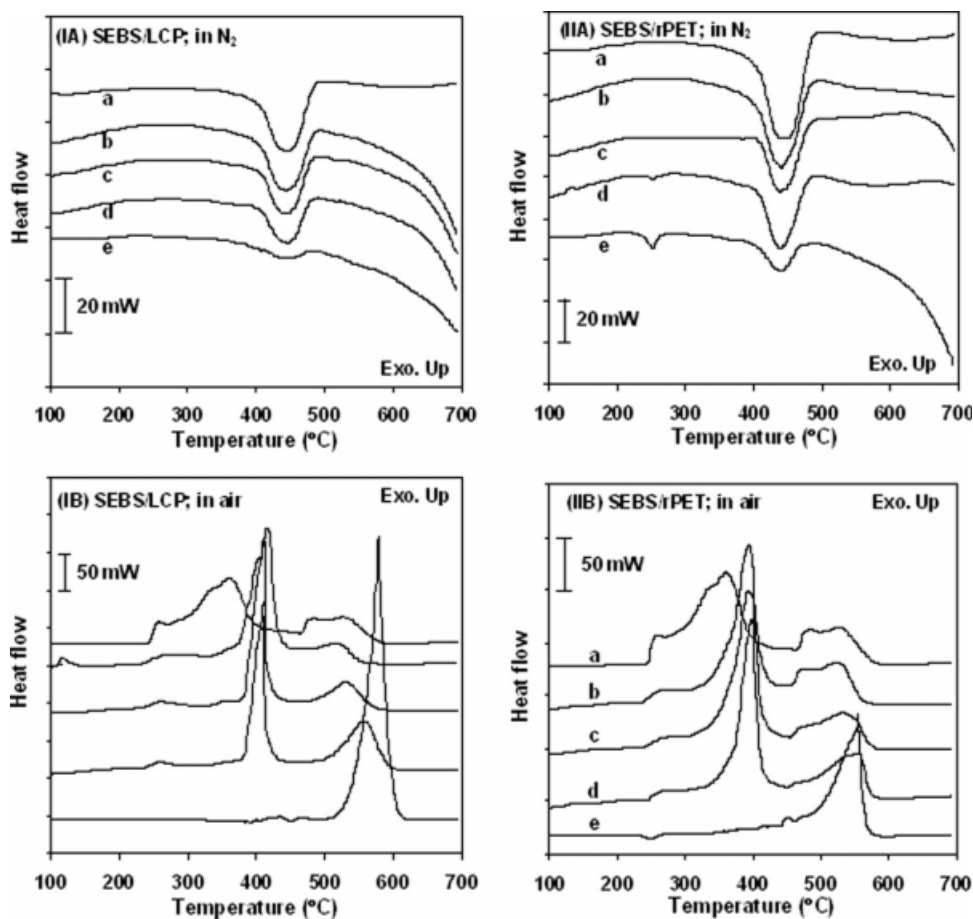 (IA) SEBS/LCP; in N2
a
b
c
d
e
20 mW
Exo. Up
Heat flow
100 200 300 400 500 600 700
Temperature (°C)
(IIA) SEBS/rPET; in N2
a
b
c
d
e
20 mW
Exo. Up
Heat flow
100 200 300 400 500 600 700
Temperature (°C)
(IB) SEBS/LCP; in air
Exo. Up
50 mW
Heat flow
100 200 300 400 500 600 700
Temperature (°C)
(IIB) SEBS/rPET; in air
Exo. Up
50 mW
a
b
c
d
e
Heat flow
100 200 300 400 500 600 700
Temperature (°C)